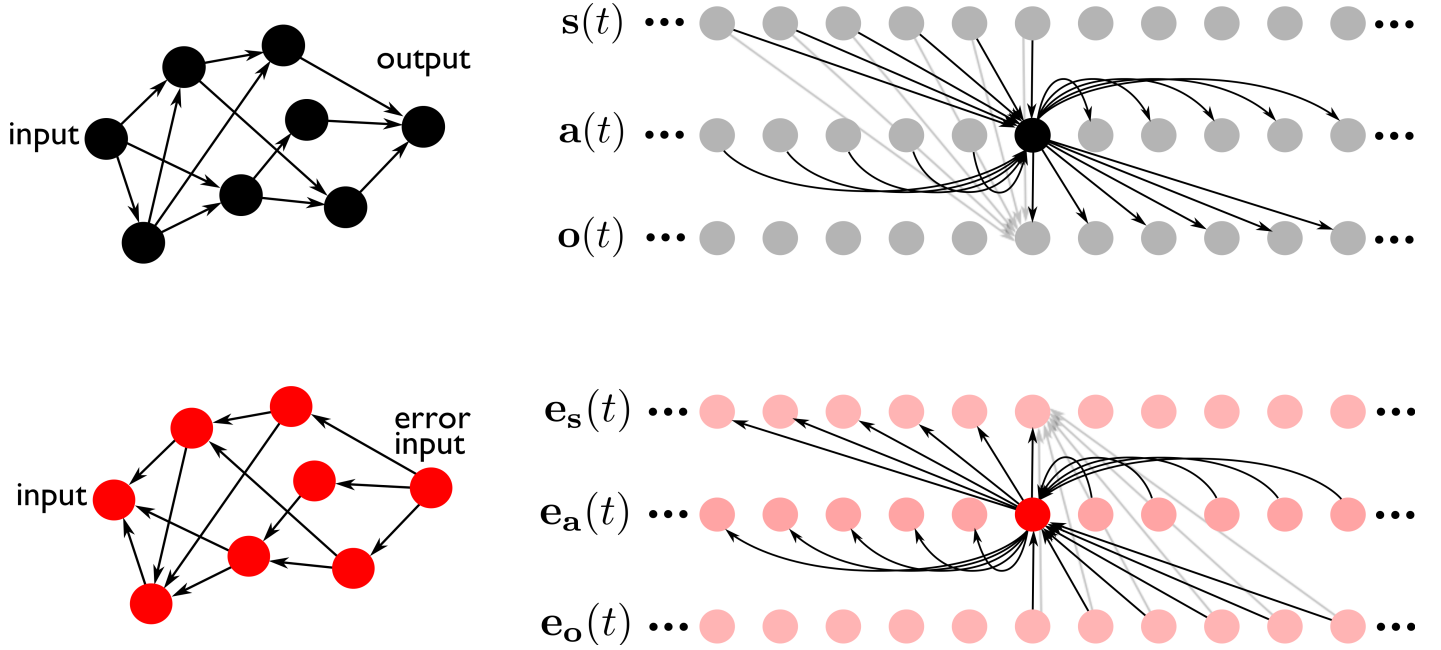 s(t) •••  •••
output
input
a(t) •••  •••
o(t) •••  •••
e_s(t) •••  •••
error
input
input
e_a(t) •••  •••
e_o(t) •••  •••